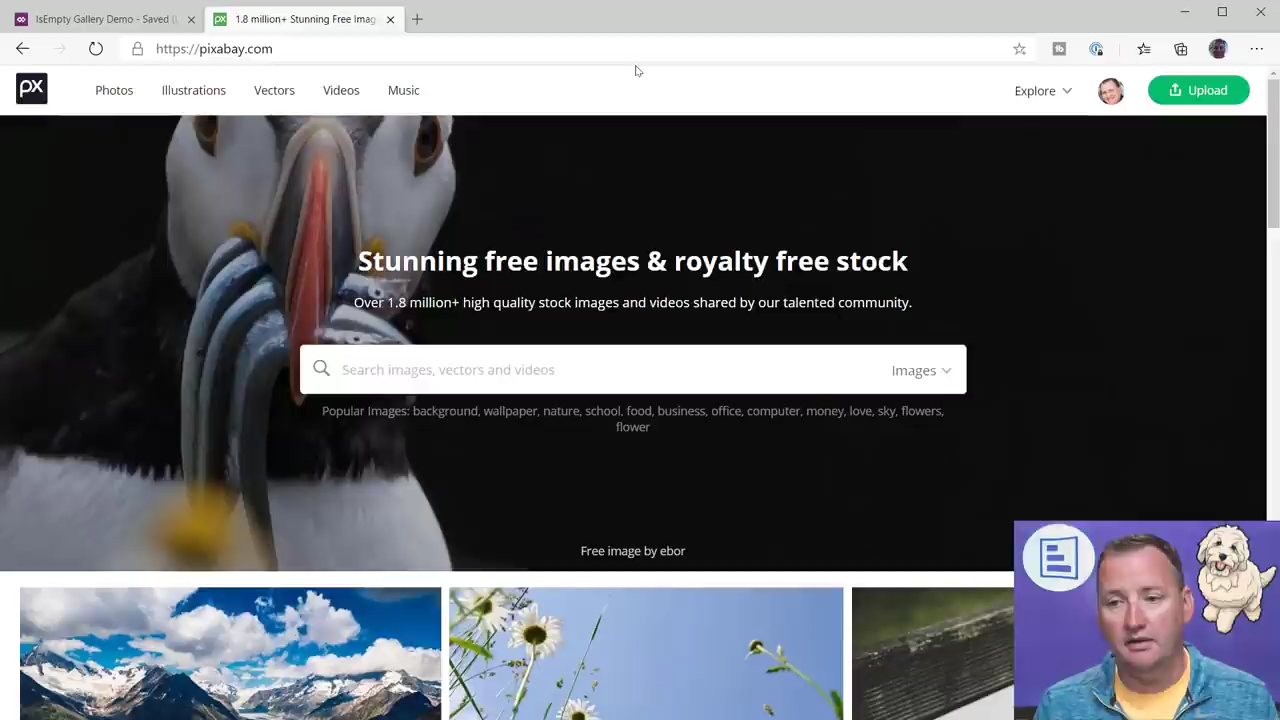 IsEmpty Gallery Demo - Saved (
1.8 million+ Stunning Free Imag
https://pixabay.com
px
Photos
Illustrations
Vectors
Videos
Music
Explore
Upload
Stunning free images & royalty free stock
Over 1.8 million+ high quality stock images and videos shared by our talented community.
Search images, vectors and videos
Images
Popular Images: background, wallpaper, nature, school. food, business, office, computer, money, love, sky, flowers,
flower
Free image by ebor